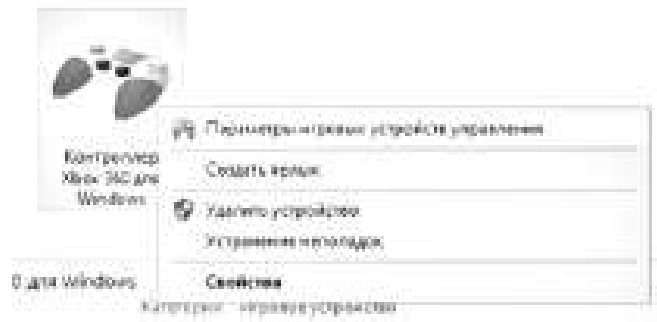 Контроллер
Xbox 360 для
Windows
Параметры игровых устройств управления
Создать ярлык
Удалить устройство
Устранение неполадок
Свойства
0 для Windows
Категория: игровое устройство